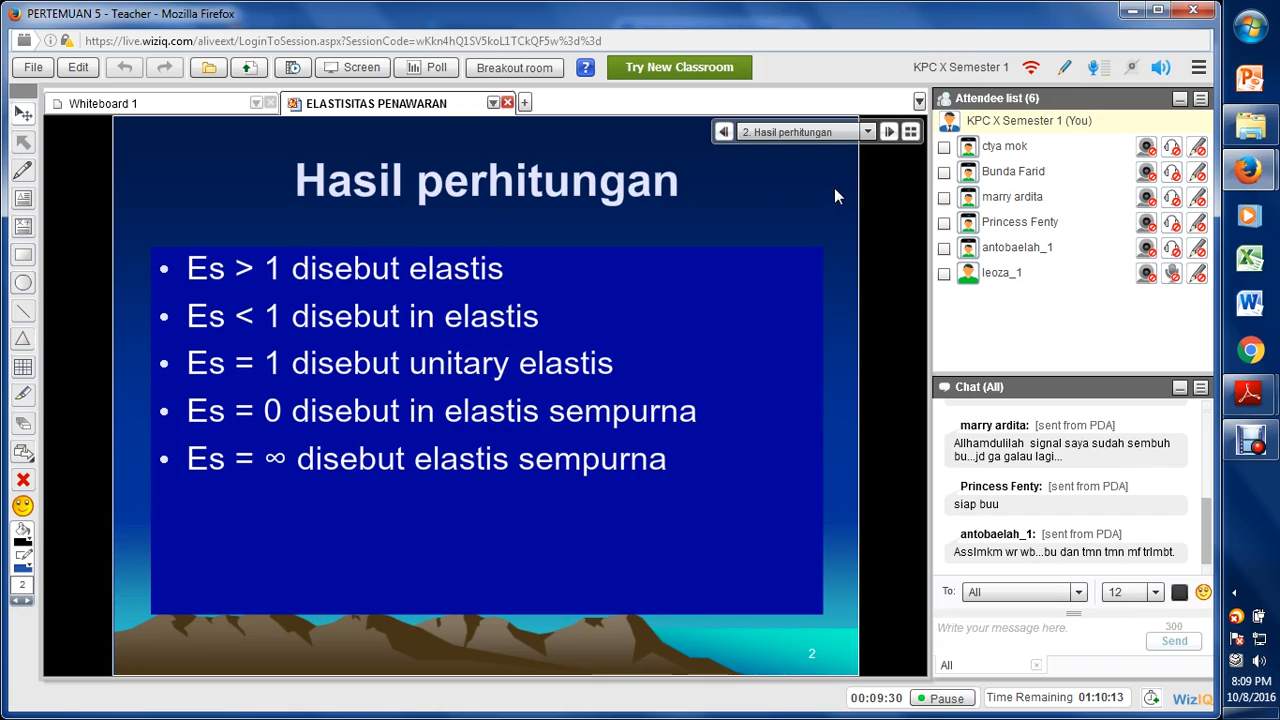 PERTEMUAN 5 - Teacher - Mozilla Firefox
https://live.wiziq.com/aliveext/LoginToSession.aspx?SessionCode=wKkn4hQ1SV5koL1TCkQF5w%3d%3d
File
Edit
Screen
Poll
Breakout room
?
Try New Classroom
KPC X Semester 1
Whiteboard 1
ELASTISITAS PENAWARAN
2. Hasil perhitungan
Hasil perhitungan
• Es > 1 disebut elastis
• Es < 1 disebut in elastis
• Es = 1 disebut unitary elastis
• Es = 0 disebut in elastis sempurna
• Es = ∞ disebut elastis sempurna
2
2
Attendee list (6)
KPC X Semester 1 (You)
ctya mok
Bunda Farid
marry ardita
Princess Fenty
antobaelah_1
leoza_1
Chat (All)
marry ardita: [sent from PDA]
Allhamdulilah signal saya sudah sembuh
bu...jd ga galau lagi...
Princess Fenty: [sent from PDA]
siap buu
antobaelah_1: [sent from PDA]
Asslmkm wr wb...bu dan tmn tmn mf trlmbt.
To: All 12
Write your message here.
300
Send
All
00:09:30 Pause Time Remaining 01:10:13 WizIQ
8:09 PM
10/8/2016